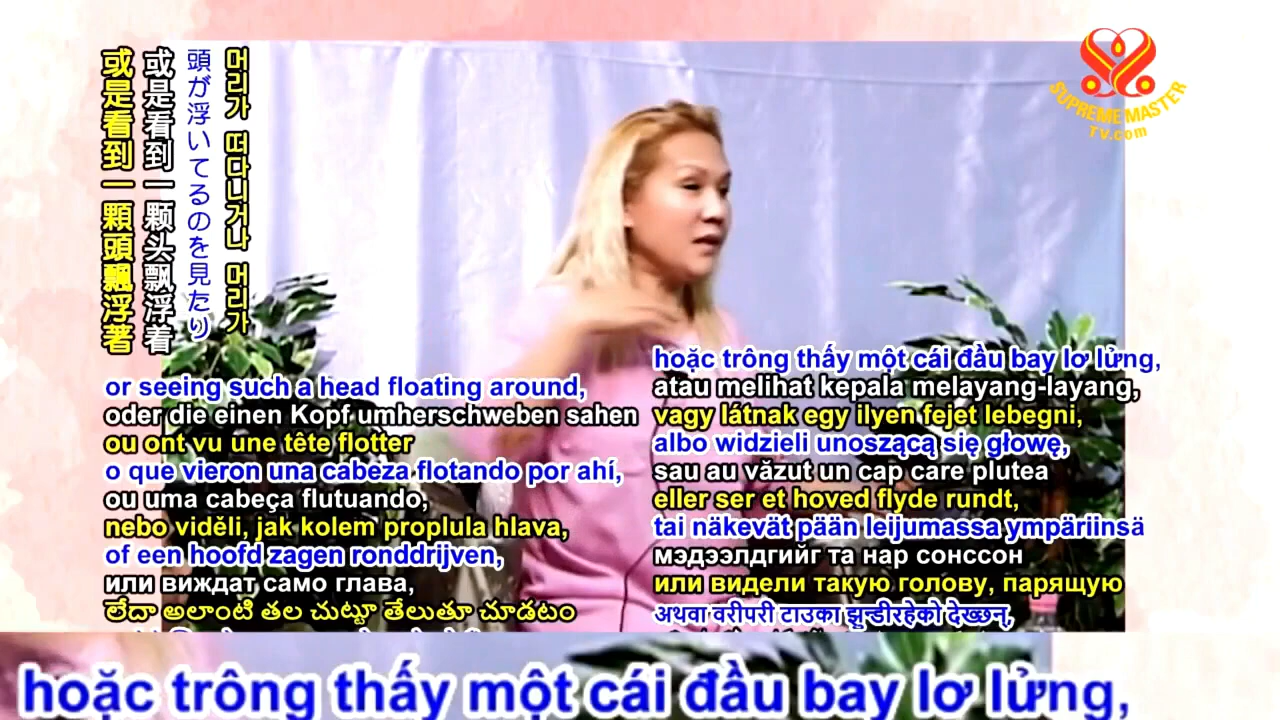 SUPREME MASTER
TV.com
머리가 떠다니거나 머리가
頭が浮いてるのを見たり
或是看到一颗头飘浮着
或是看到一顆頭飄浮著
or seeing such a head floating around,
oder die einen Kopf umherschweben sahen
ou ont vu une tête flotter
o que vieron una cabeza flotando por ahí,
ou uma cabeça flutuando,
nebo viděli, jak kolem proplula hlava,
of een hoofd zagen ronddrijven,
или виждат само глава,
లేదా అలాంటి తల చుట్టూ తేలుతూ చూడటం
hoặc trông thấy một cái đầu bay lơ lửng,
atau melihat kepala melayang-layang,
vagy látnak egy ilyen fejet lebegni,
albo widzieli unoszącą się głowę,
sau au văzut un cap care plutea
eller ser et hoved flyde rundt,
tai näkevät pään leijumassa ympäriinsä
мэдээлдгийг та нар сонссон
или видели такую голову, парящую
अथवा वरीपरी टाउका झुन्डीरहेको देख्छन्,
hoặc trông thấy một cái đầu bay lơ lửng,